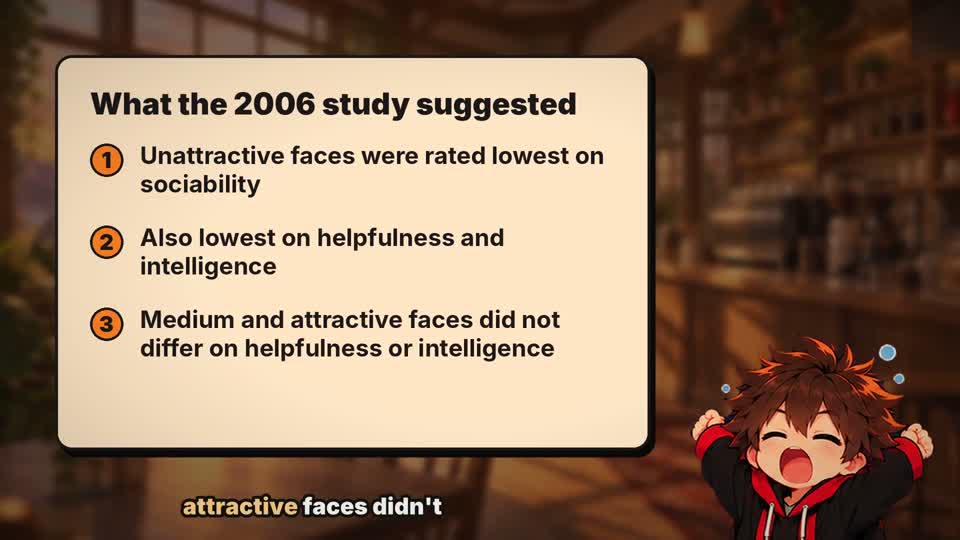 What the 2006 study suggested
1 Unattractive faces were rated lowest on
sociability
2 Also lowest on helpfulness and
intelligence
3 Medium and attractive faces did not
differ on helpfulness or intelligence
attractive faces didn't